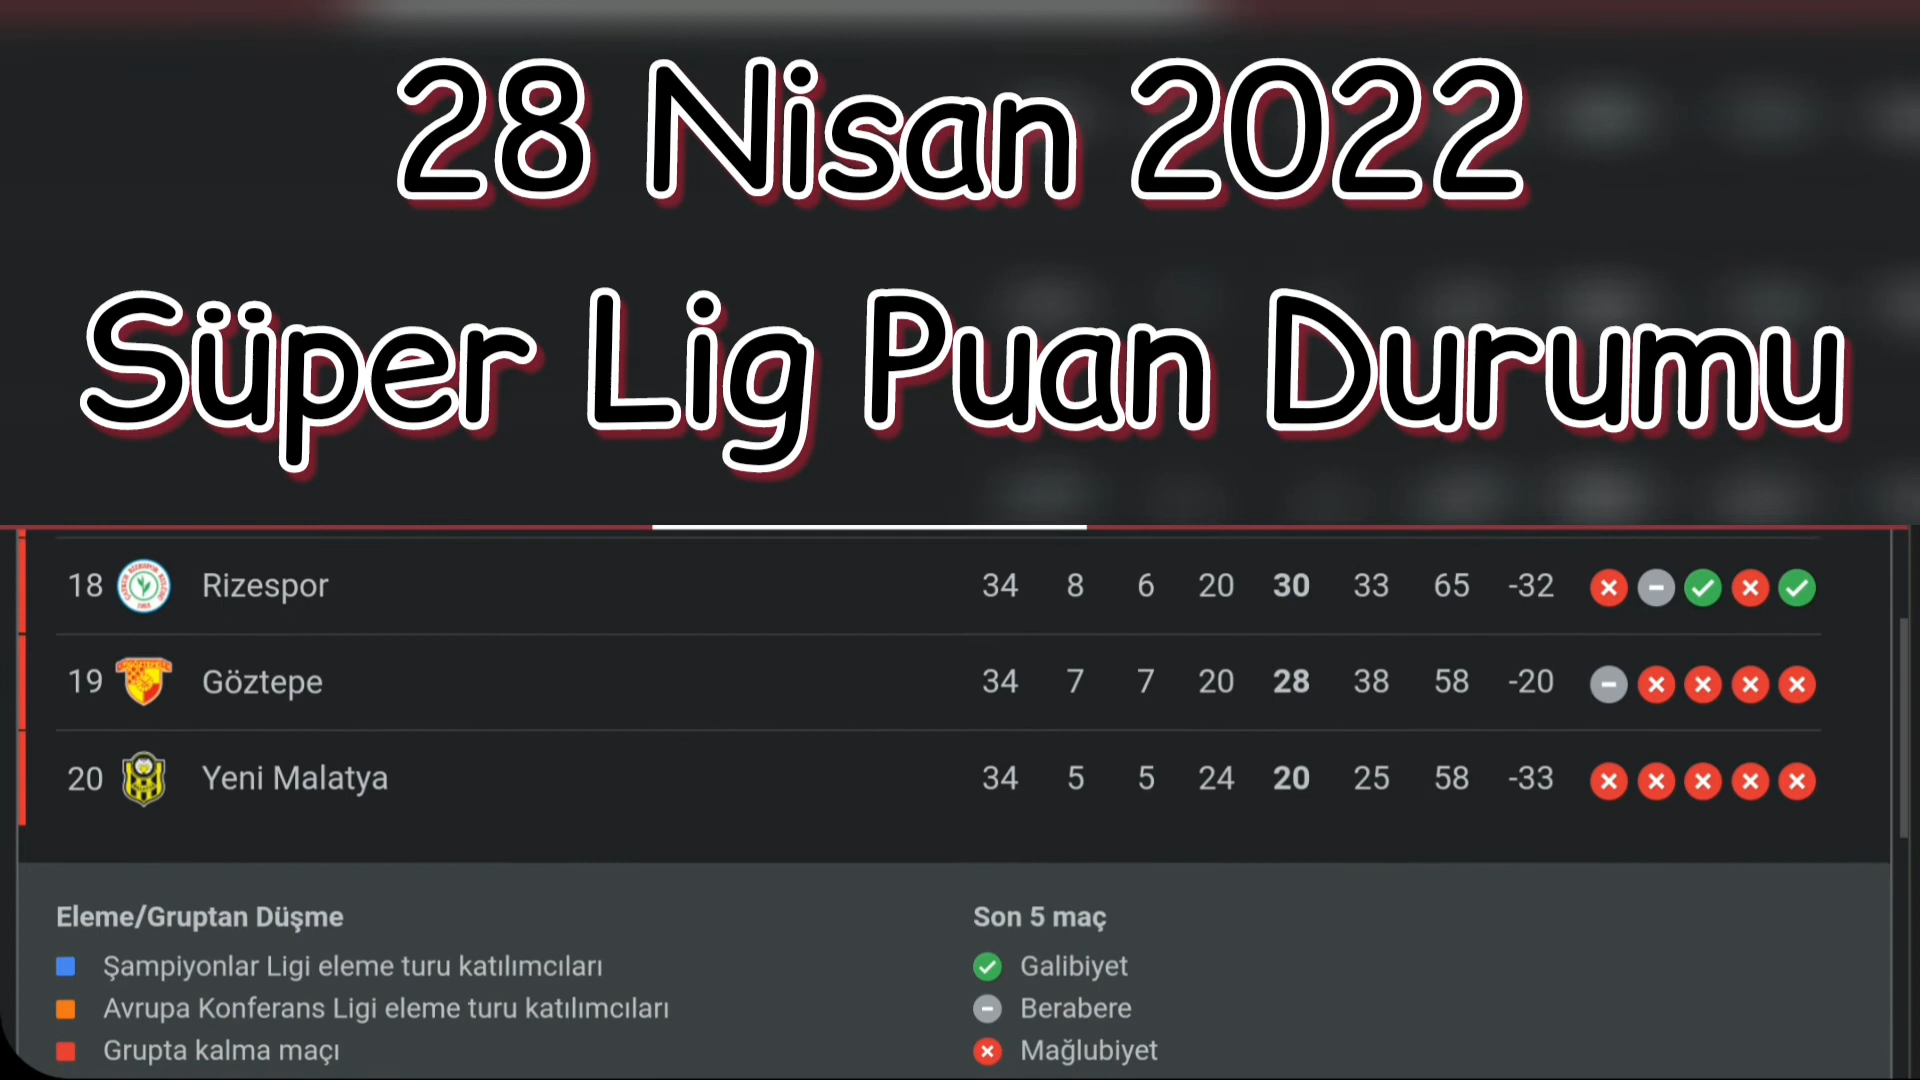 28 Nisan 2022
Süper Lig Puan Durumu
18 Rizespor 34 8 6 20 30 33 65 -32
19 Göztepe 34 7 7 20 28 38 58 -20
20 Yeni Malatya 34 5 5 24 20 25 58 -33
Eleme/Gruptan Düşme
Şampiyonlar Ligi eleme turu katılımcıları
Avrupa Konferans Ligi eleme turu katılımcıları
Grupta kalma maçı
Son 5 maç
Galibiyet
Berabere
Mağlubiyet